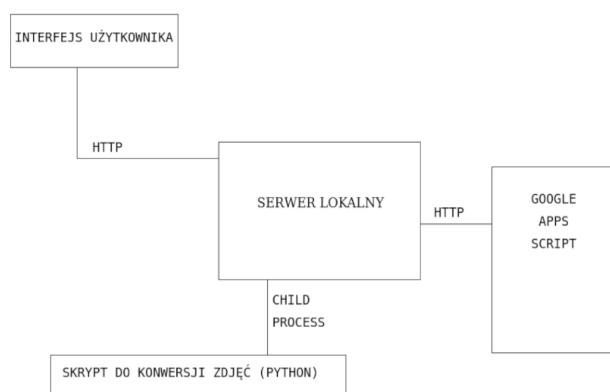 INTERFEJS UŻYTKOWNIKA
HTTP
SERWER LOKALNY
HTTP
GOOGLE
APPS
SCRIPT
CHILD
PROCESS
SKRYPT DO KONWERSJI ZDJĘĆ (PYTHON)